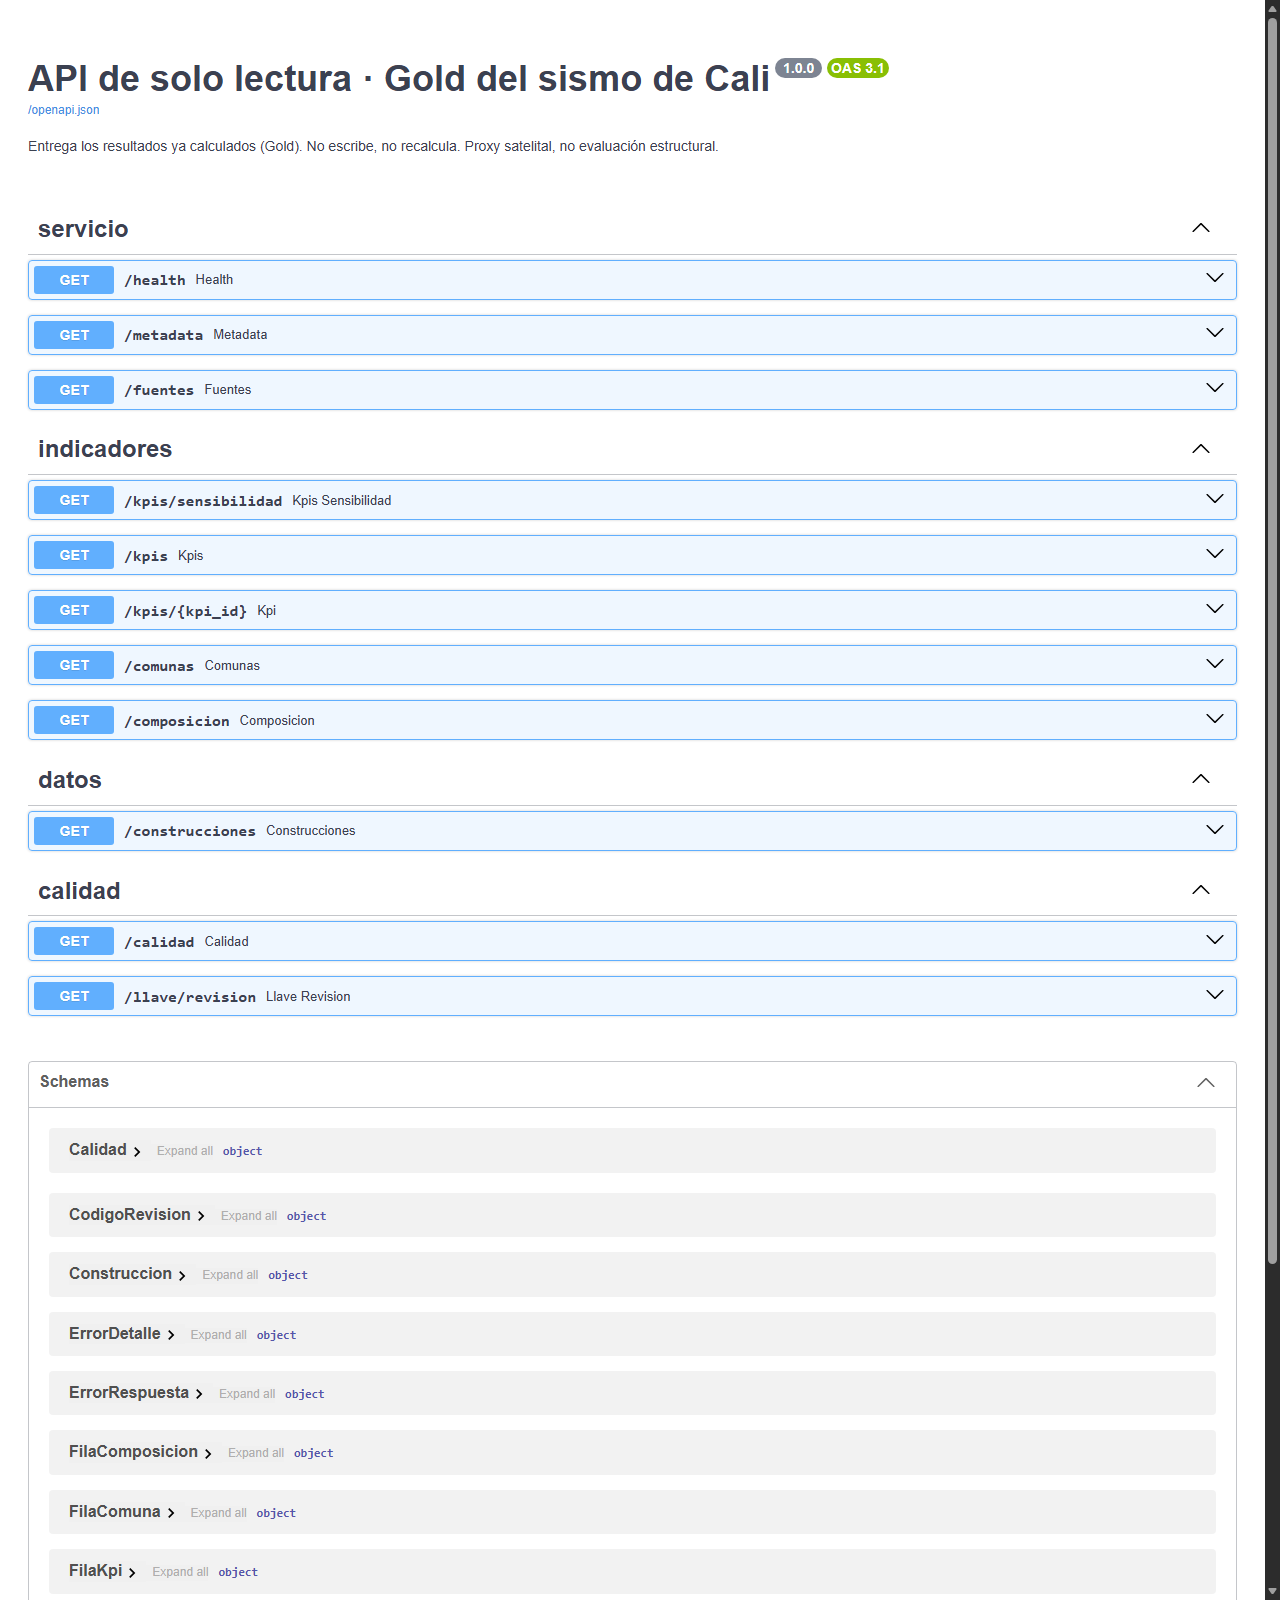 API de solo lectura · Gold del sismo de Cali 1.0.0 OAS 3.1
/openapi.json
Entrega los resultados ya calculados (Gold). No escribe, no recalcula. Proxy satelital, no evaluación estructural.
servicio
GET /health Health
GET /metadata Metadata
GET /fuentes Fuentes
indicadores
GET /kpis/sensibilidad Kpis Sensibilidad
GET /kpis Kpis
GET /kpis/{kpi_id} Kpi
GET /comunas Comunas
GET /composicion Composicion
datos
GET /construcciones Construcciones
calidad
GET /calidad Calidad
GET /llave/revision Llave Revision
Schemas
Calidad Expand all object
CodigoRevision Expand all object
Construccion Expand all object
ErrorDetalle Expand all object
ErrorRespuesta Expand all object
FilaComposicion Expand all object
FilaComuna Expand all object
FilaKpi Expand all object